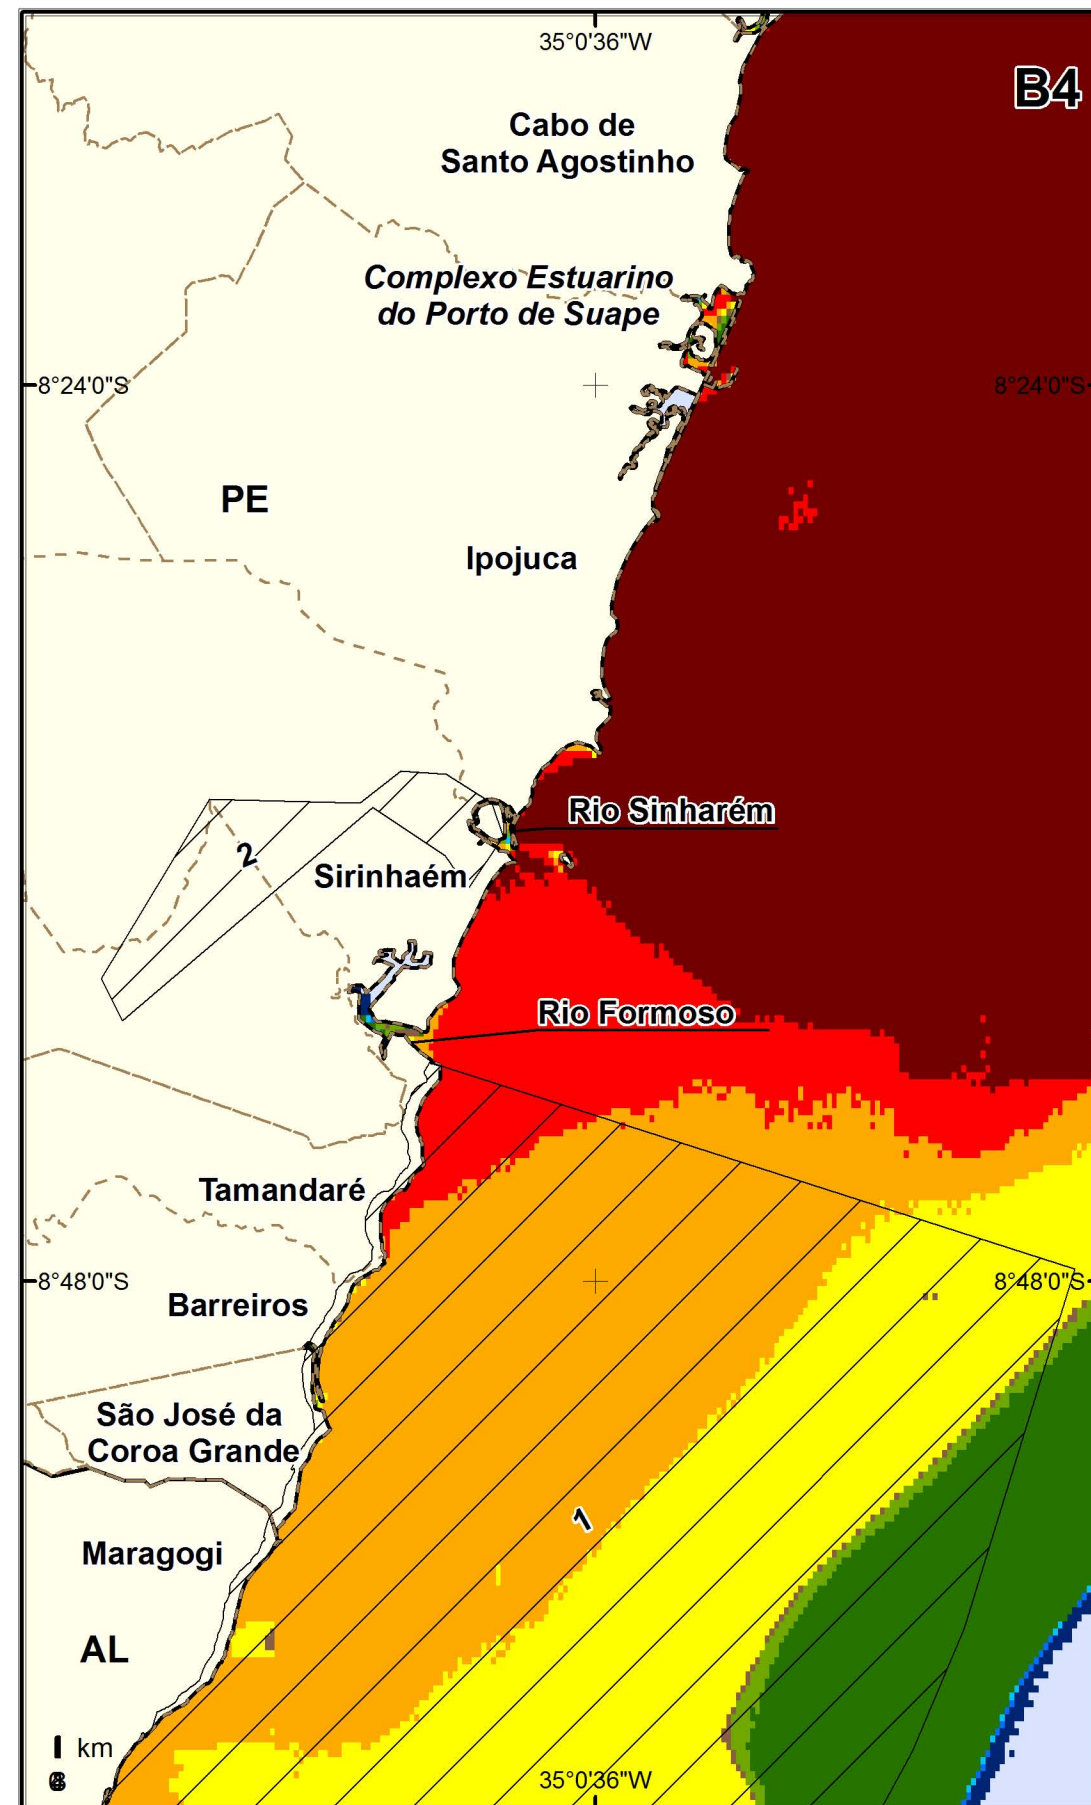 35°0'36"W
B4
Cabo de
Santo Agostinho
Complexo Estuarino
do Porto de Suape
8°24'0"S
8°24'0"S
PE
Ipojuca
Rio Sinharém
2
Sirinhaém
Rio Formoso
Tamandaré
8°48'0"S
8°48'0"S
Barreiros
São José da
Coroa Grande
1
Maragogi
AL
km
35°0'36"W